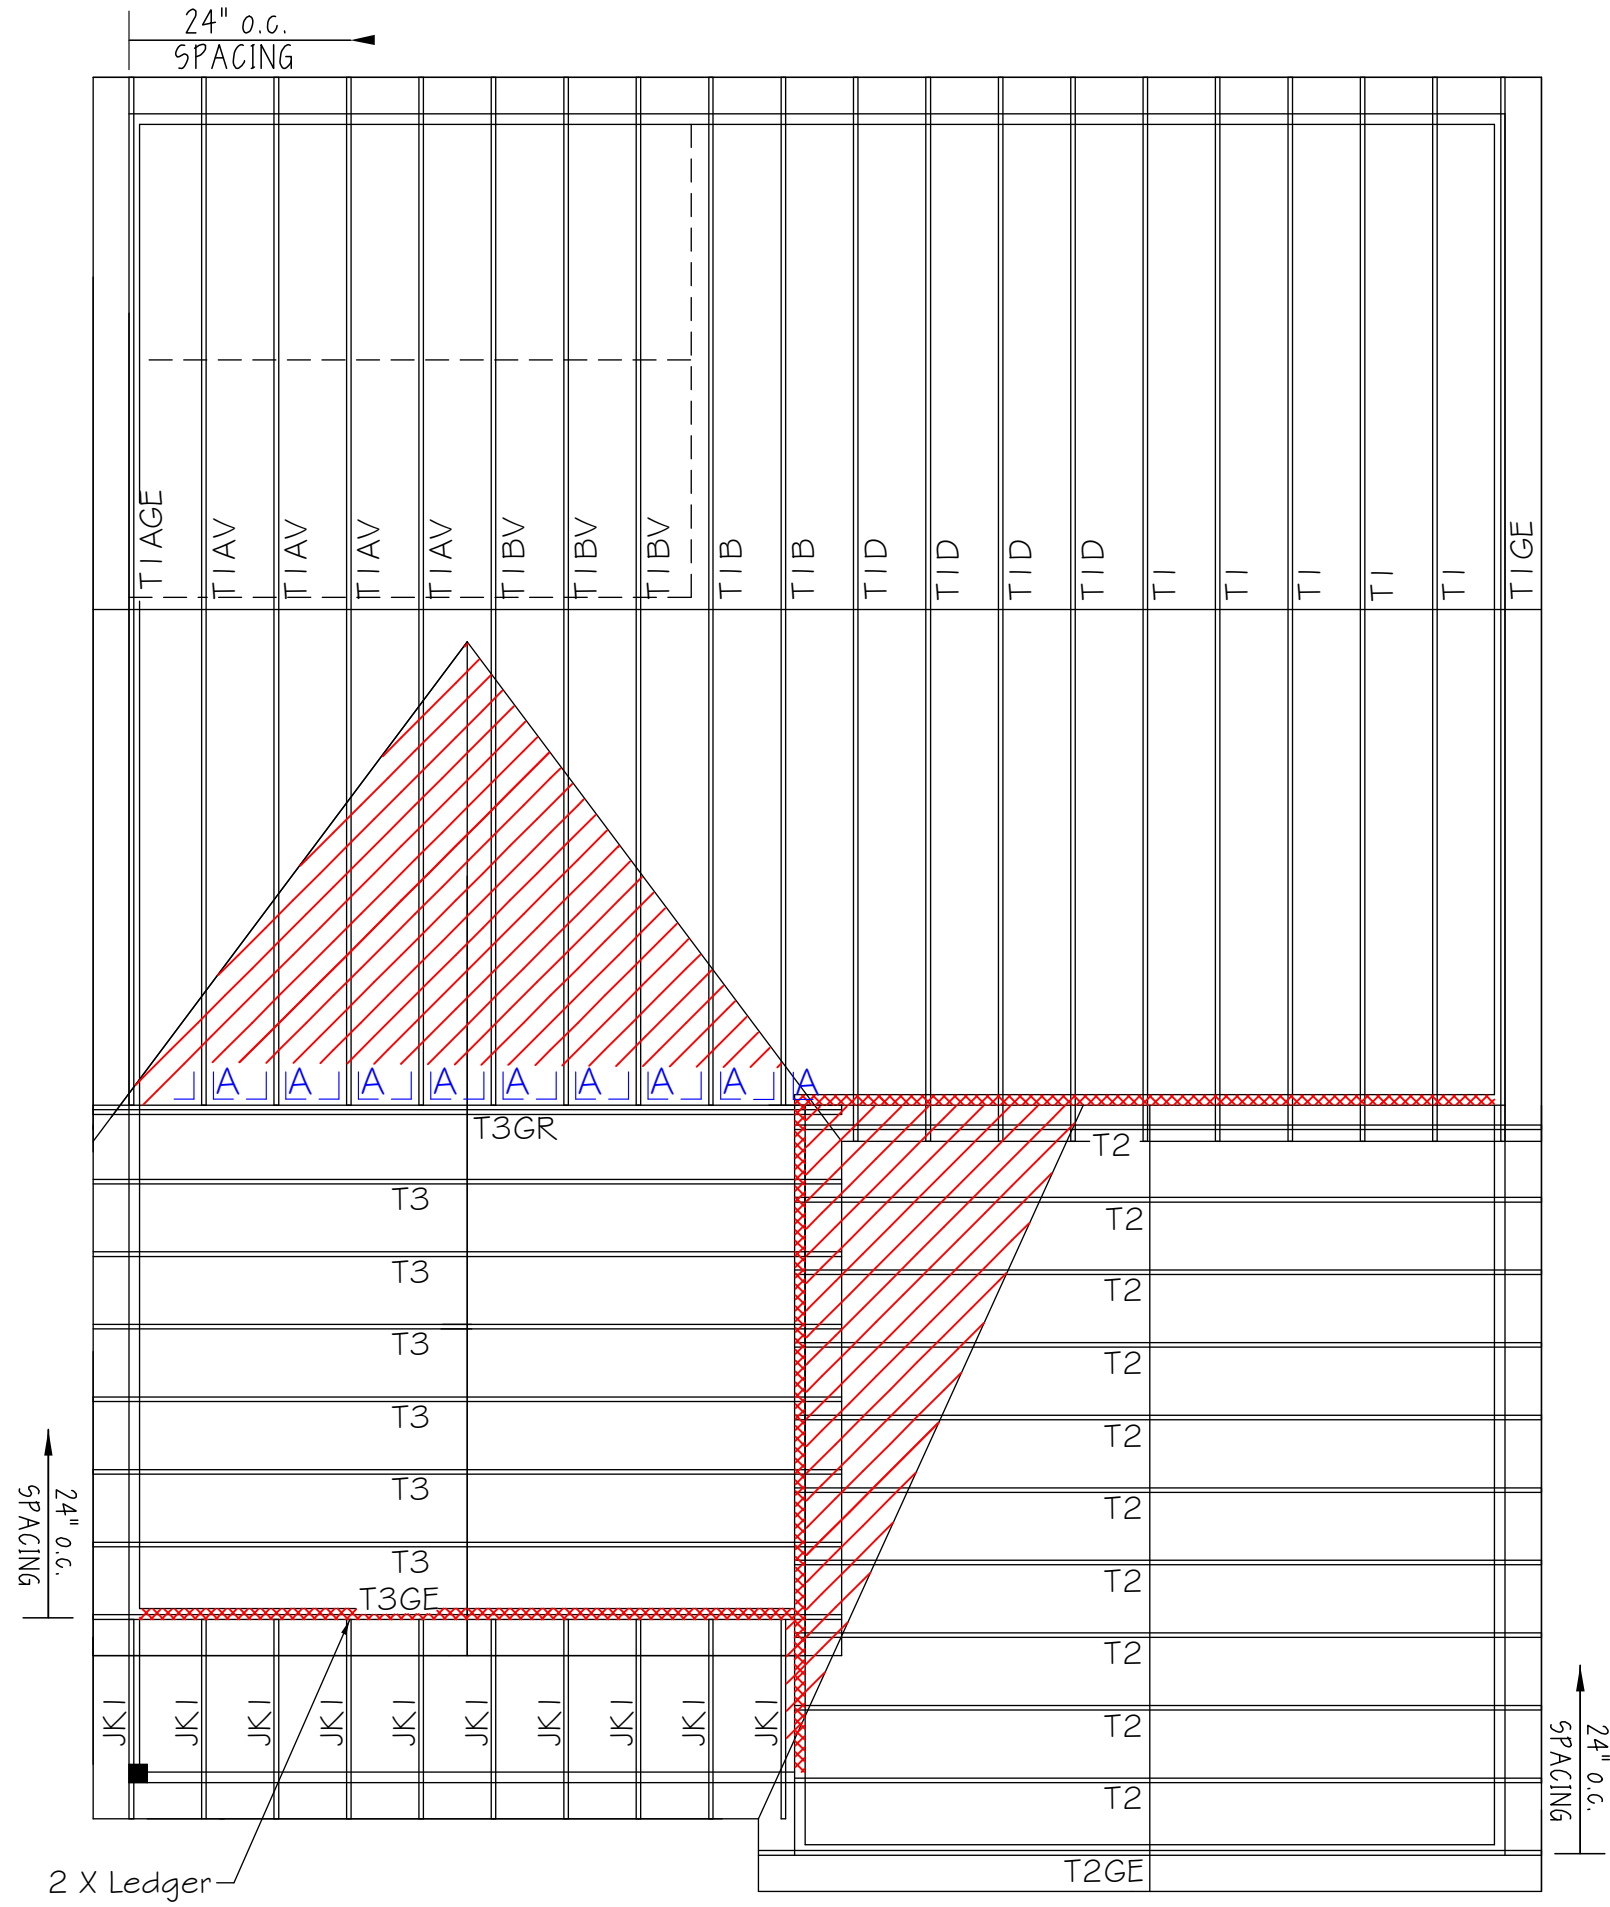 24" O.C.
SPACING
T1AGE
T1AV
T1AV
T1AV
T1AV
T1BV
T1BV
T1BV
T1B
T1B
T1D
T1D
T1D
T1D
T1
T1
T1
T1
T1
T1GE
A
A
A
A
A
A
A
A
A
T3GR
T2
T3
T2
T3
T2
T3
T2
T3
T2
T3
T2
T3
T2
T3GE
T2
24" O.C.
SPACING
JK1
JK1
JK1
JK1
JK1
JK1
JK1
JK1
JK1
JK1
T2
T2
24" O.C.
SPACING
T2GE
2 X Ledger